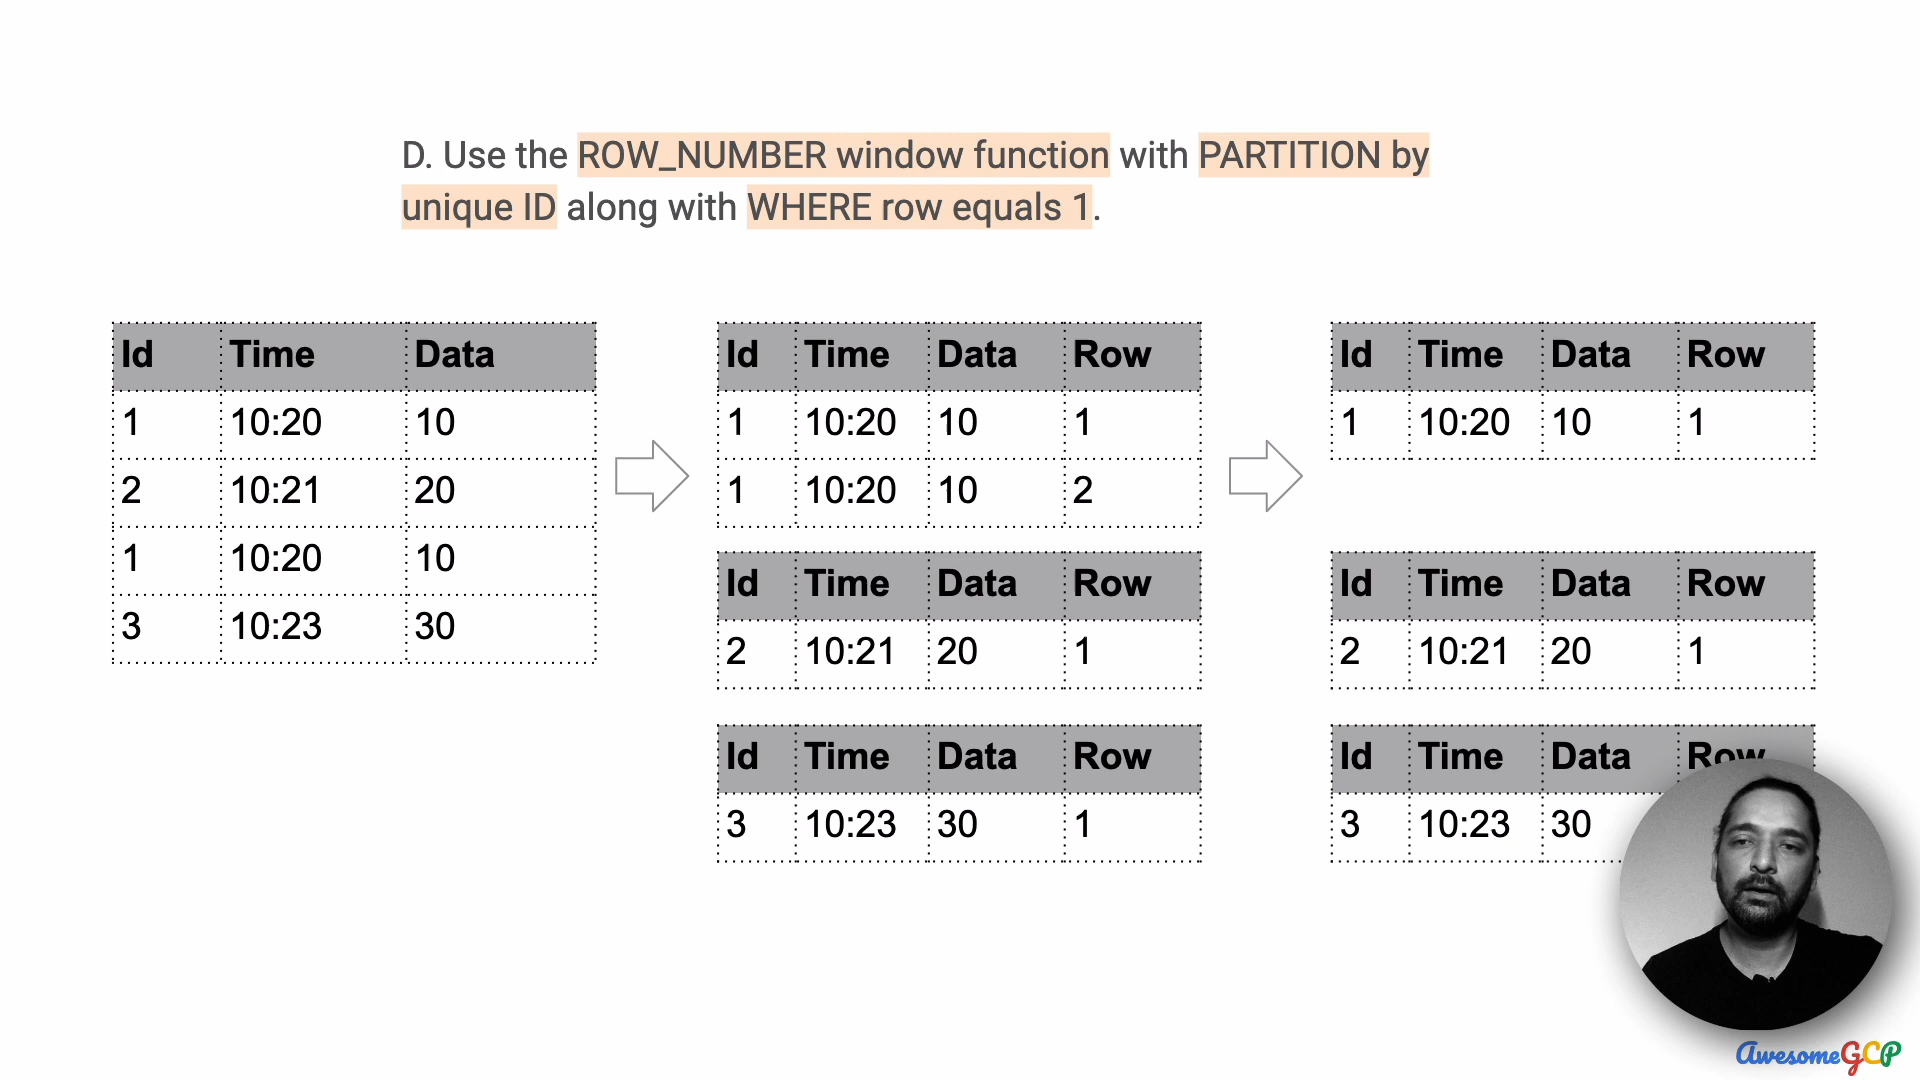 D. Use the ROW_NUMBER window function with PARTITION by
unique ID along with WHERE row equals 1.
Id Time Data
1 10:20 10
2 10:21 20
1 10:20 10
3 10:23 30
Id Time Data Row
1 10:20 10 1
1 10:20 10 2
Id Time Data Row
2 10:21 20 1
Id Time Data Row
3 10:23 30 1
Id Time Data Row
1 10:20 10 1
Id Time Data Row
2 10:21 20 1
Id Time Data Row
3 10:23 30
AwesomeGCP